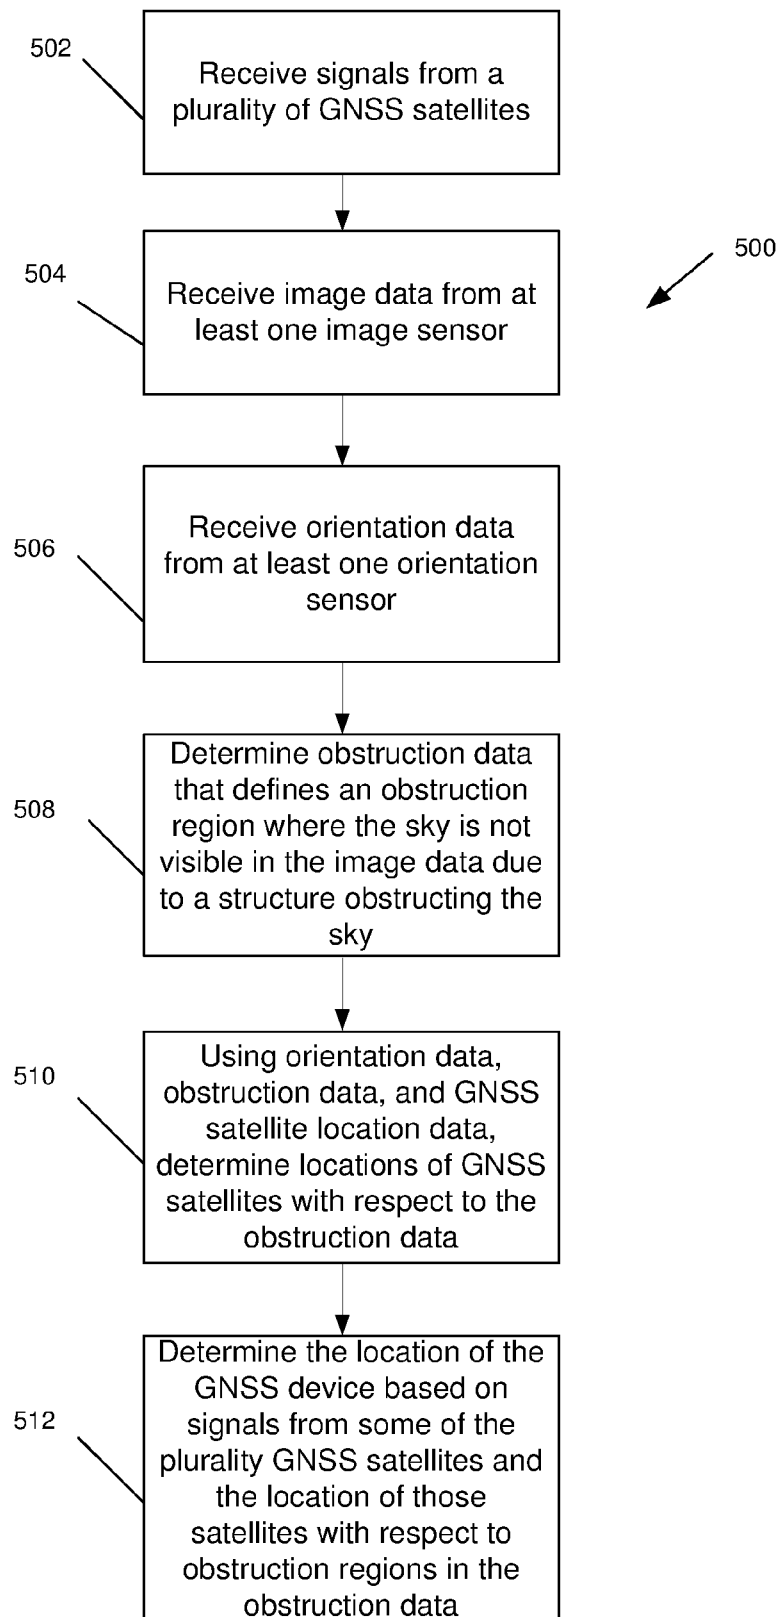 502
Receive signals from a
plurality of GNSS satellites
504
Receive image data from at
least one image sensor
500
506
Receive orientation data
from at least one orientation
sensor
508
Determine obstruction data
that defines an obstruction
region where the sky is not
visible in the image data due
to a structure obstructing the
sky
510
Using orientation data,
obstruction data, and GNSS
satellite location data,
determine locations of GNSS
satellites with respect to the
obstruction data
512
Determine the location of the
GNSS device based on
signals from some of the
plurality GNSS satellites and
the location of those
satellites with respect to
obstruction regions in the
obstruction data